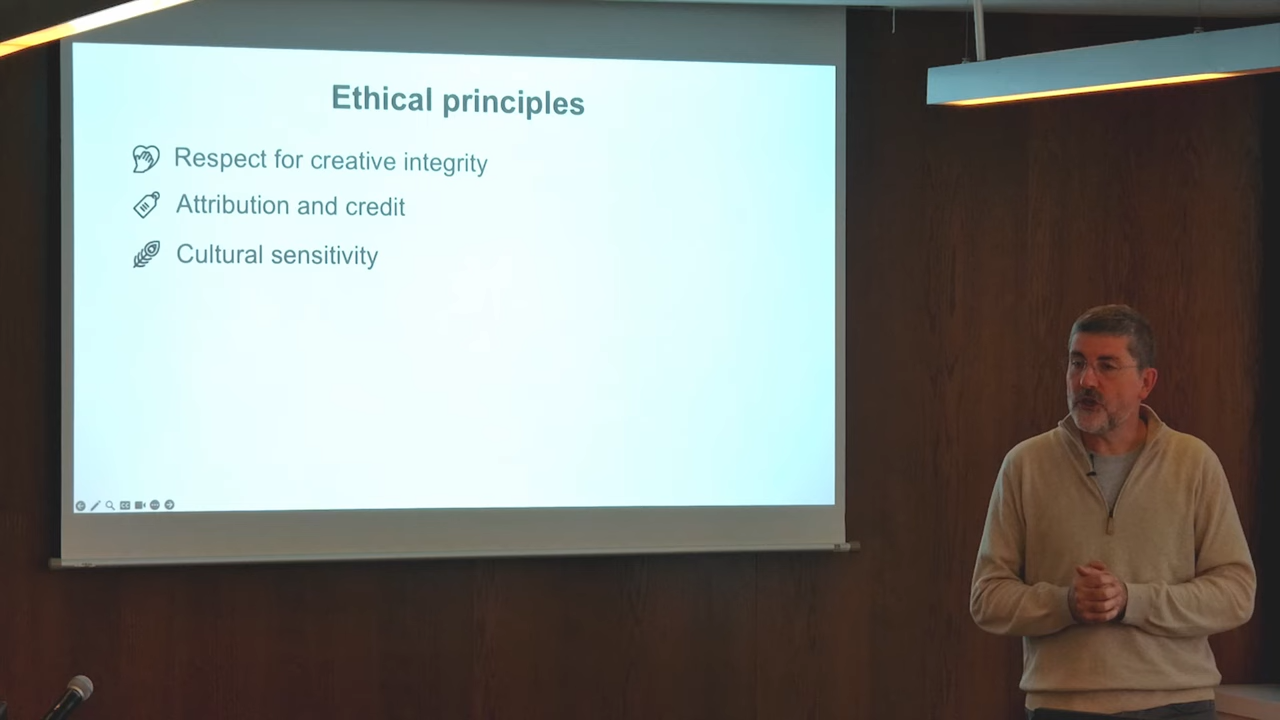 Ethical principles
Respect for creative integrity
Attribution and credit
Cultural sensitivity